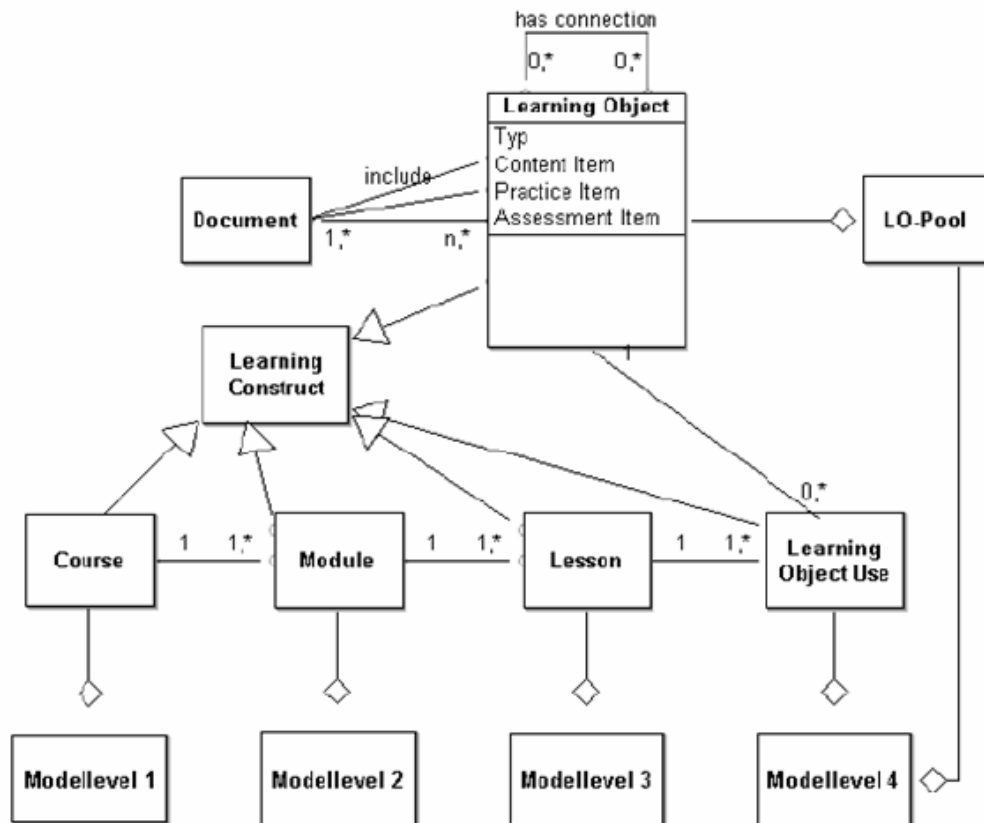 has connection
0,* 0,*
Learning Object
Typ
Content Item
Practice Item
Assessment Item
include
Document
1,* n,*
LO-Pool
Learning
Construct
1
0,*
Course
1 1,*
Module
1 1,*
Lesson
1 1,*
Learning
Object Use
Modellevel 1
Modellevel 2
Modellevel 3
Modellevel 4